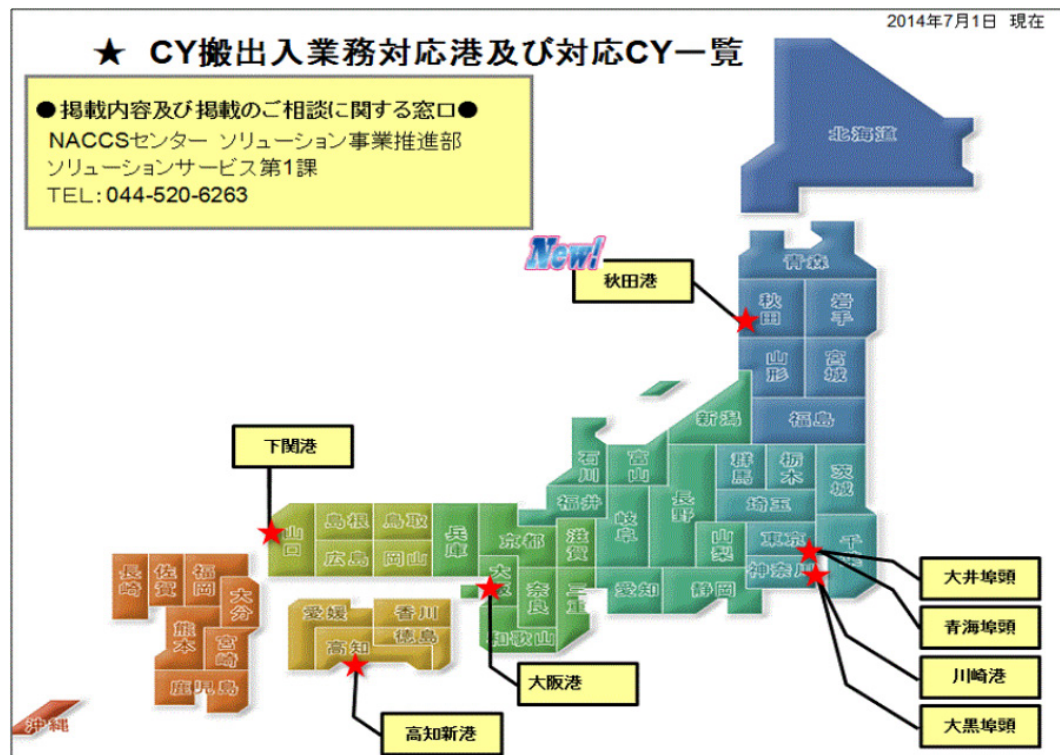 2014年7月1日 現在
★ CY搬出入業務対応港及び対応CY一覧
●掲載内容及び掲載のご相談に関する窓口●
NACCSセンター ソリューション事業推進部
ソリューションサービス第1課
TEL:044-520-6263
北海道
New!
秋田港
青森
秋田
岩手
山形
宮城
新潟
福島
下関港
石川
富山
群馬
栃木
茨城
福井
岐阜
長野
埼玉
山口
島根
鳥取
兵庫
京都
滋賀
山梨
東京
千葉
広島
岡山
大阪
奈良
三重
愛知
静岡
神奈川
長崎
佐賀
福岡
大分
愛媛
香川
徳島
高知
和歌山
熊本
宮崎
鹿児島
沖縄
大井埠頭
青海埠頭
川崎港
大黒埠頭
大阪港
高知新港